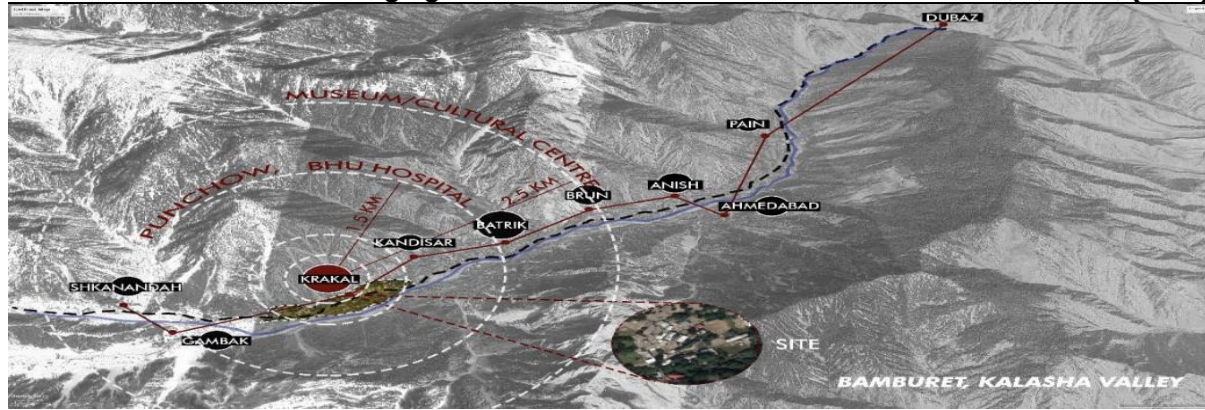 DUBAZ
MUSEUM/CULTURAL CENTRE
PAIN
PUNCHOW, BHU HOSPITAL
2.5 KM
BRUN
ANISH
1.5 KM
AHMEDABAD
BATRIK
KANDISAR
KRAKAL
SHKANANDAH
GAMBAK
SITE
BAMBURET, KALASHA VALLEY